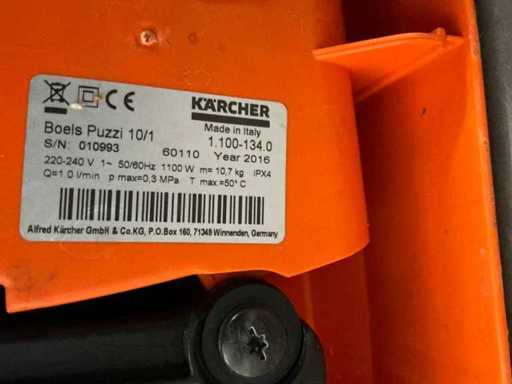 CE
KÄRCHER
Boels Puzzi 10/1
Made in Italy
S/N: 010993
60110
1.100-134.0
Year 2016
220-240 V 1~ 50/60Hz 1100 W m= 10,7 kg IPX4
Q=1.0 l/min p max=0,3 MPa T max=50° C
Alfred Kärcher GmbH & Co.KG, P.O.Box 160, 71349 Winnenden, Germany